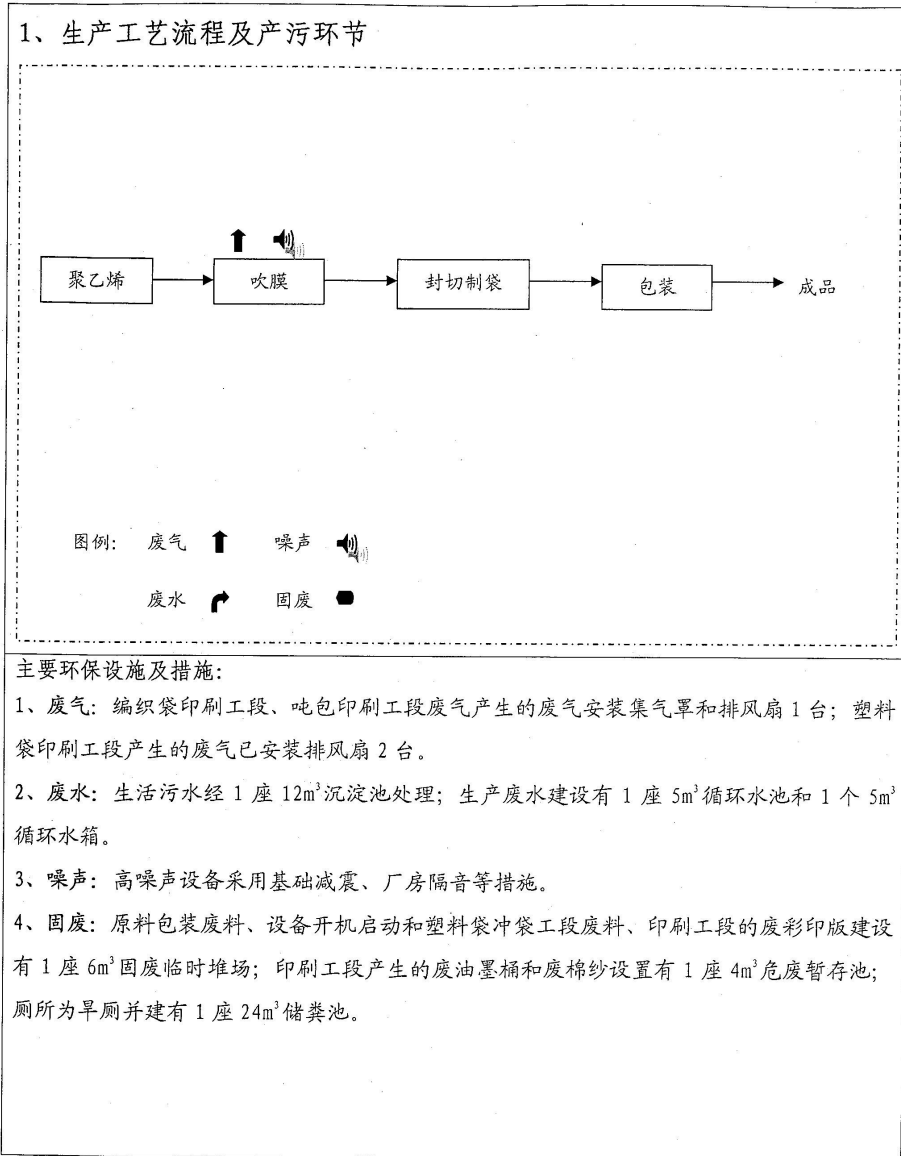 1、生产工艺流程及产污环节
聚乙烯
吹膜
封切制袋
包装
成品
图例： 废气 噪声
废水 固废
主要环保设施及措施：
1、废气：编织袋印刷工段、吨包印刷工段废气产生的废气安装集气罩和排风扇 1 台；塑料
袋印刷工段产生的废气已安装排风扇 2 台。
2、废水：生活污水经 1 座 12m³沉淀池处理；生产废水建设有 1 座 5m³循环水池和 1 个 5m³
循环水箱。
3、噪声：高噪声设备采用基础减震、厂房隔音等措施。
4、固废：原料包装废料、设备开机启动和塑料袋冲袋工段废料、印刷工段的废彩印版建设
有 1 座 6m³固废临时堆场；印刷工段产生的废油墨桶和废棉纱设置有 1 座 4m³危废暂存池；
厕所为旱厕并建有 1 座 24m³储粪池。